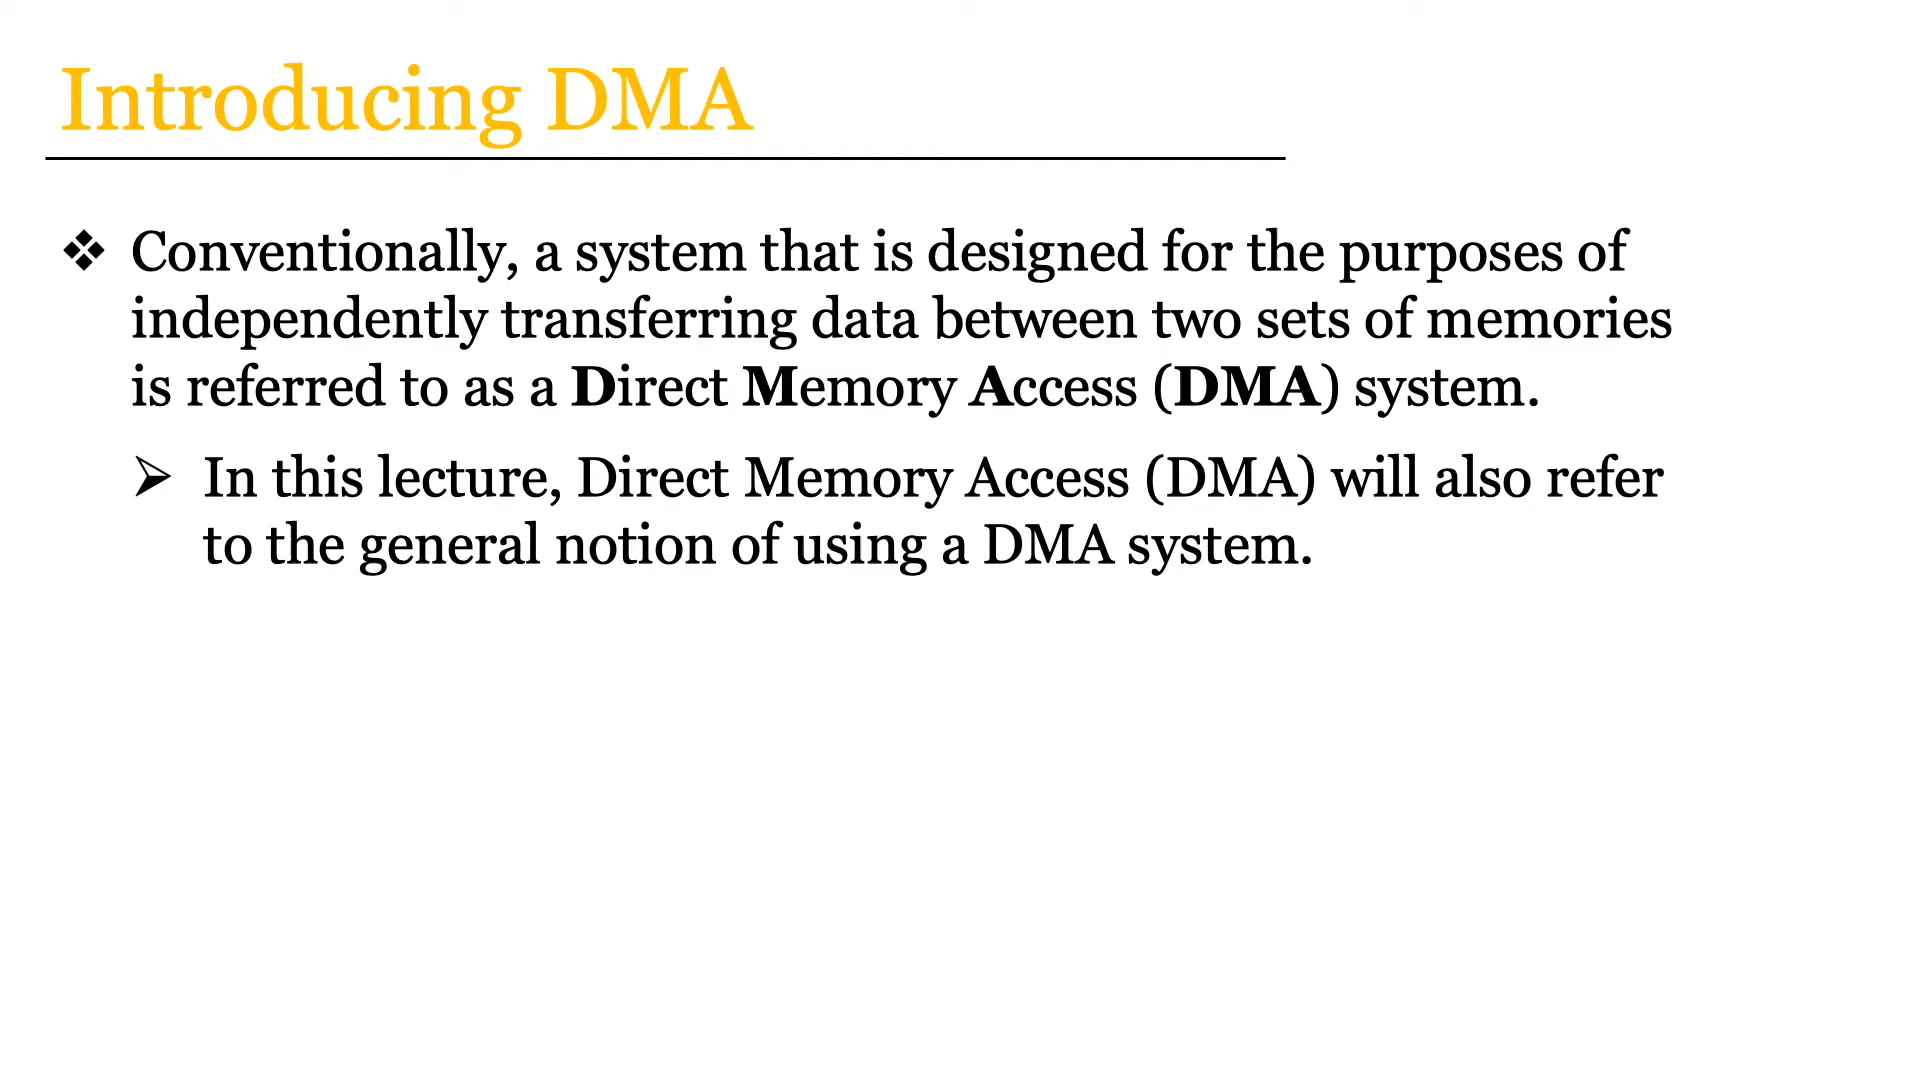 Introducing DMA
❖ Conventionally, a system that is designed for the purposes of
independently transferring data between two sets of memories
is referred to as a Direct Memory Access (DMA) system.
➢ In this lecture, Direct Memory Access (DMA) will also refer
to the general notion of using a DMA system.